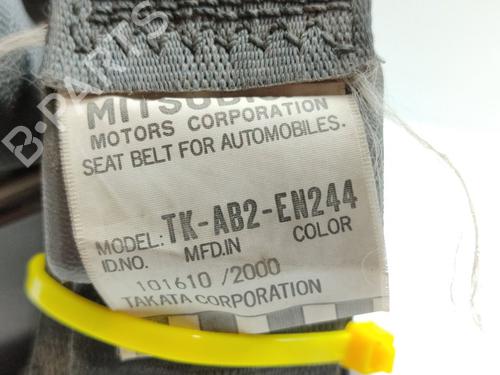 B-PARTS
MOTORS CORPORATION
SEAT BELT FOR AUTOMOBILES.
MODEL: TK-AB2-EN244
ID.NO. MFD.IN COLOR
101610 /2000
TAKATA CORPORATION